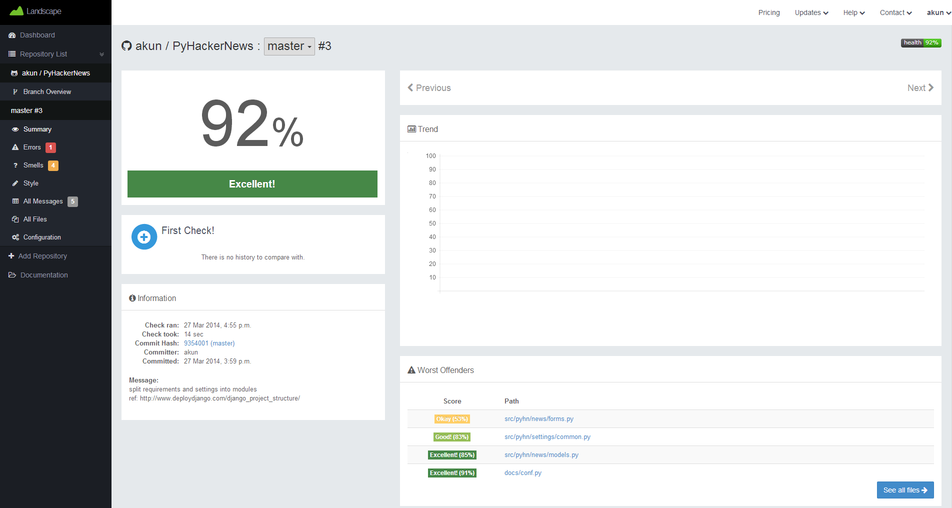 Landscape
Pricing Updates Help Contact akun
Dashboard
Repository List
akun / PyHackerNews
Branch Overview
master #3
Summary
Errors 1
Smells 4
Style
All Messages 5
All Files
Configuration
Add Repository
Documentation
akun / PyHackerNews : master #3
health 92%
92%
Excellent!
First Check!
There is no history to compare with.
Information
Check ran: 27 Mar 2014, 4:55 p.m.
Check took: 14 sec
Commit Hash: 9354001 (master)
Committer: akun
Committed: 27 Mar 2014, 3:59 p.m.
Message:
split requirements and settings into modules
ref: http://www.deploydjango.com/django_project_structure/
Previous Next
Trend
100
90
80
70
60
50
40
30
20
10
Worst Offenders
Score Path
Okay (53%) src/pyhn/news/forms.py
Good! (83%) src/pyhn/settings/common.py
Excellent! (85%) src/pyhn/news/models.py
Excellent! (91%) docs/conf.py
See all files